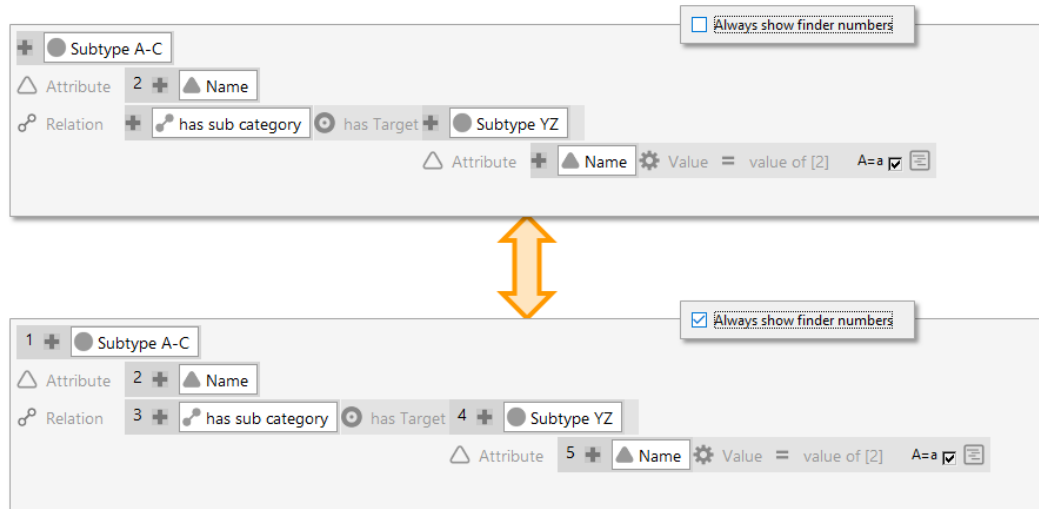 Always show finder numbers
Subtype A-C
Attribute 2 Name
Relation has sub category has Target Subtype YZ
Attribute Name Value = value of [2] A=a
Always show finder numbers
1 Subtype A-C
Attribute 2 Name
Relation 3 has sub category has Target 4 Subtype YZ
Attribute 5 Name Value = value of [2] A=a